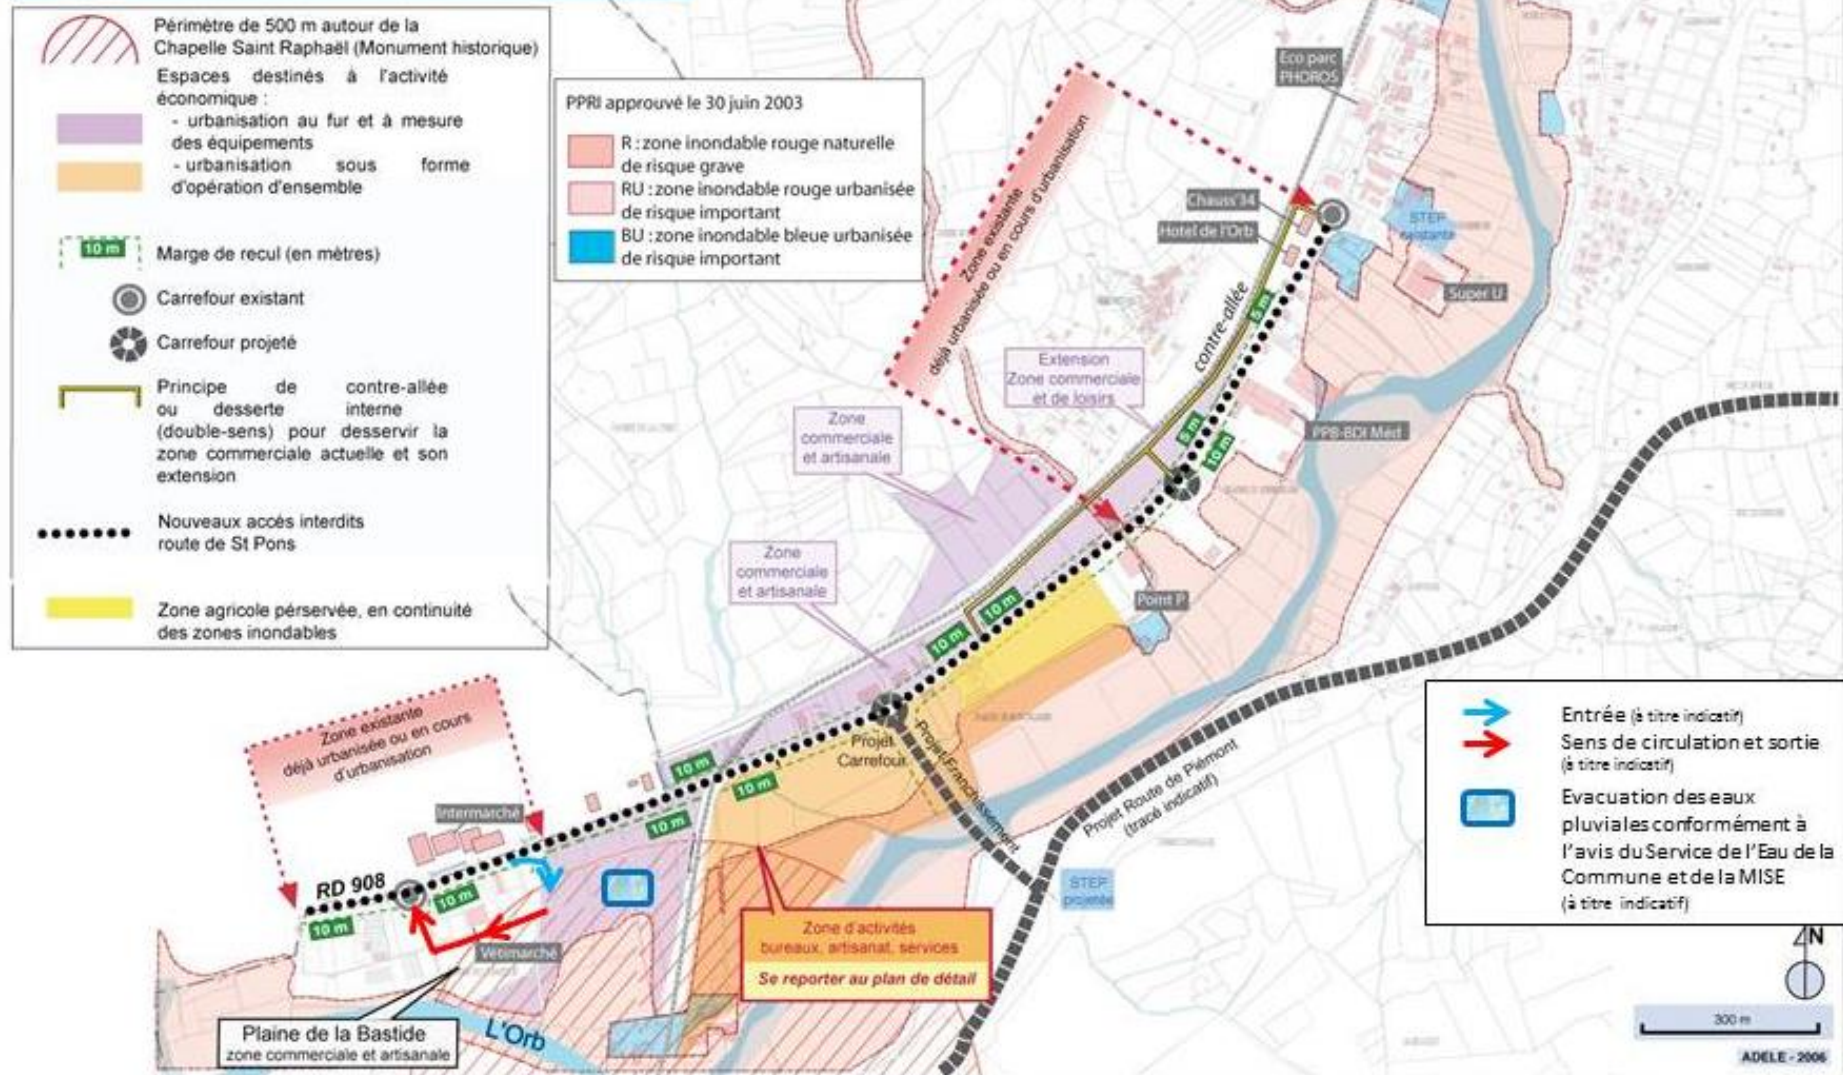 Périmètre de 500 m autour de la
Chapelle Saint Raphaël (Monument historique)
Espaces destinés à l'activité
économique :
- urbanisation au fur et à mesure
des équipements
- urbanisation sous forme
d'opération d'ensemble
10 m
Marge de recul (en mètres)
Carrefour existant
Carrefour projeté
Principe de contre-allée
ou desserte interne
(double-sens) pour desservir la
zone commerciale actuelle et son
extension
Nouveaux accès interdits
route de St Pons
Zone agricole pérservée, en continuité
des zones inondables
PPRI approuvé le 30 juin 2003
R : zone inondable rouge naturelle
de risque grave
RU : zone inondable rouge urbanisée
de risque important
BU : zone inondable bleue urbanisée
de risque important
Eco parc
PHOROS
Zone existante
déjà urbanisée ou en cours d'urbanisation
Chauss'34
Hotel de l'Orb
STEP
existante
Super U
contre-allée
5 m
Extension
Zone commerciale
et de loisirs
5 m
10 m
PPB-BDI Méd
Zone
commerciale
et artisanale
Zone
commerciale
et artisanale
10 m
10 m
Point P
Zone existante
déjà urbanisée ou en cours
d'urbanisation
Projet
Carrefour
Projet Franchissement
Projet Route de Piémont
(tracé indicatif)
10 m
10 m
10 m
Intermarché
RD 908
10 m
10 m
Vétimarché
STEP
projetée
Zone d'activités
bureaux, artisanat, services
Se reporter au plan de détail
Plaine de la Bastide
zone commerciale et artisanale
L'Orb
Entrée (à titre indicatif)
Sens de circulation et sortie
(à titre indicatif)
Evacuation des eaux
pluviales conformément à
l'avis du Service de l'Eau de la
Commune et de la MISE
(à titre indicatif)
N
300 m
ADELE - 2006